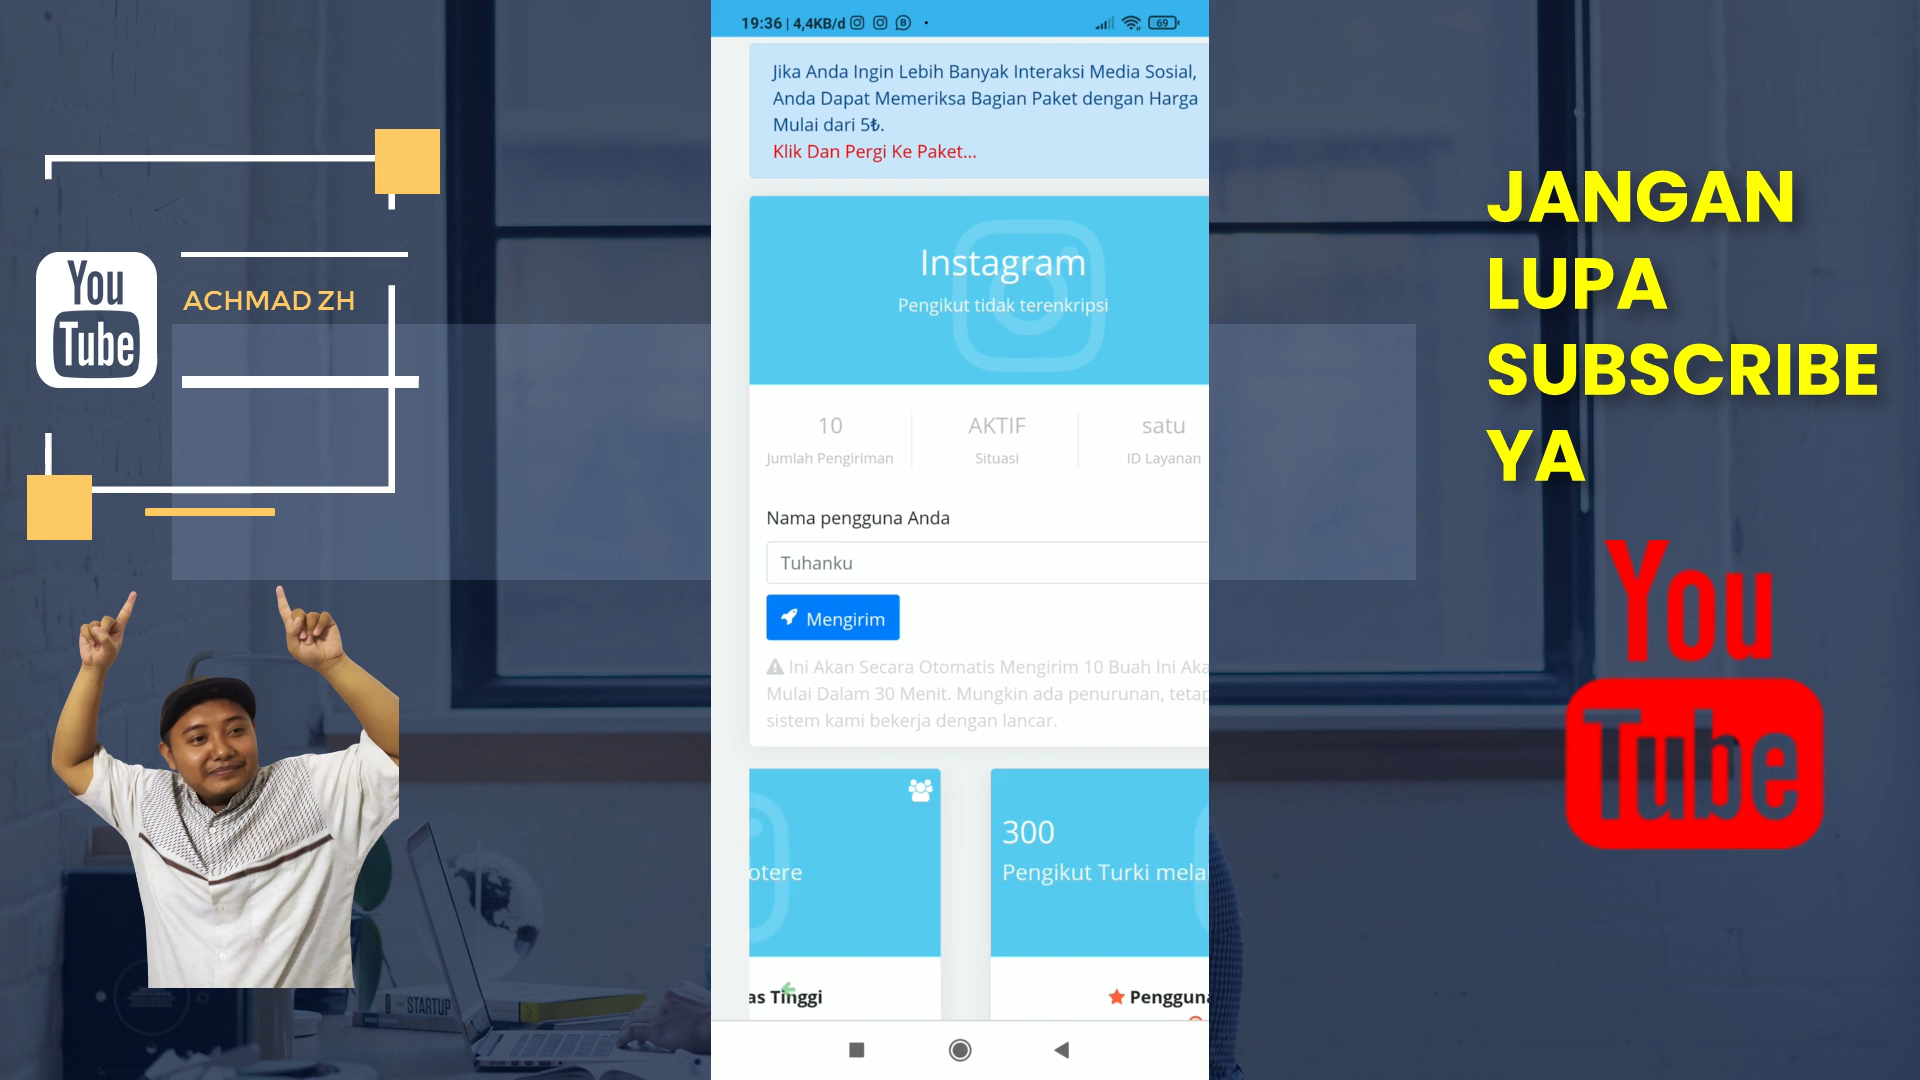 You
Tube
ACHMAD ZH
19:36 | 4,4KB/d
69
Jika Anda Ingin Lebih Banyak Interaksi Media Sosial,
Anda Dapat Memeriksa Bagian Paket dengan Harga
Mulai dari 5₺.
Klik Dan Pergi Ke Paket...
Instagram
Pengikut tidak terenkripsi
10
Jumlah Pengiriman
AKTIF
Situasi
satu
ID Layanan
Nama pengguna Anda
Tuhanku
Mengirim
Ini Akan Secara Otomatis Mengirim 10 Buah Ini Aka
Mulai Dalam 30 Menit. Mungkin ada penurunan, tetap
sistem kami bekerja dengan lancar.
otere
300
Pengikut Turki mela
as Tinggi
Pengguna
JANGAN
LUPA
SUBSCRIBE
YA
You
Tube
STARTUP